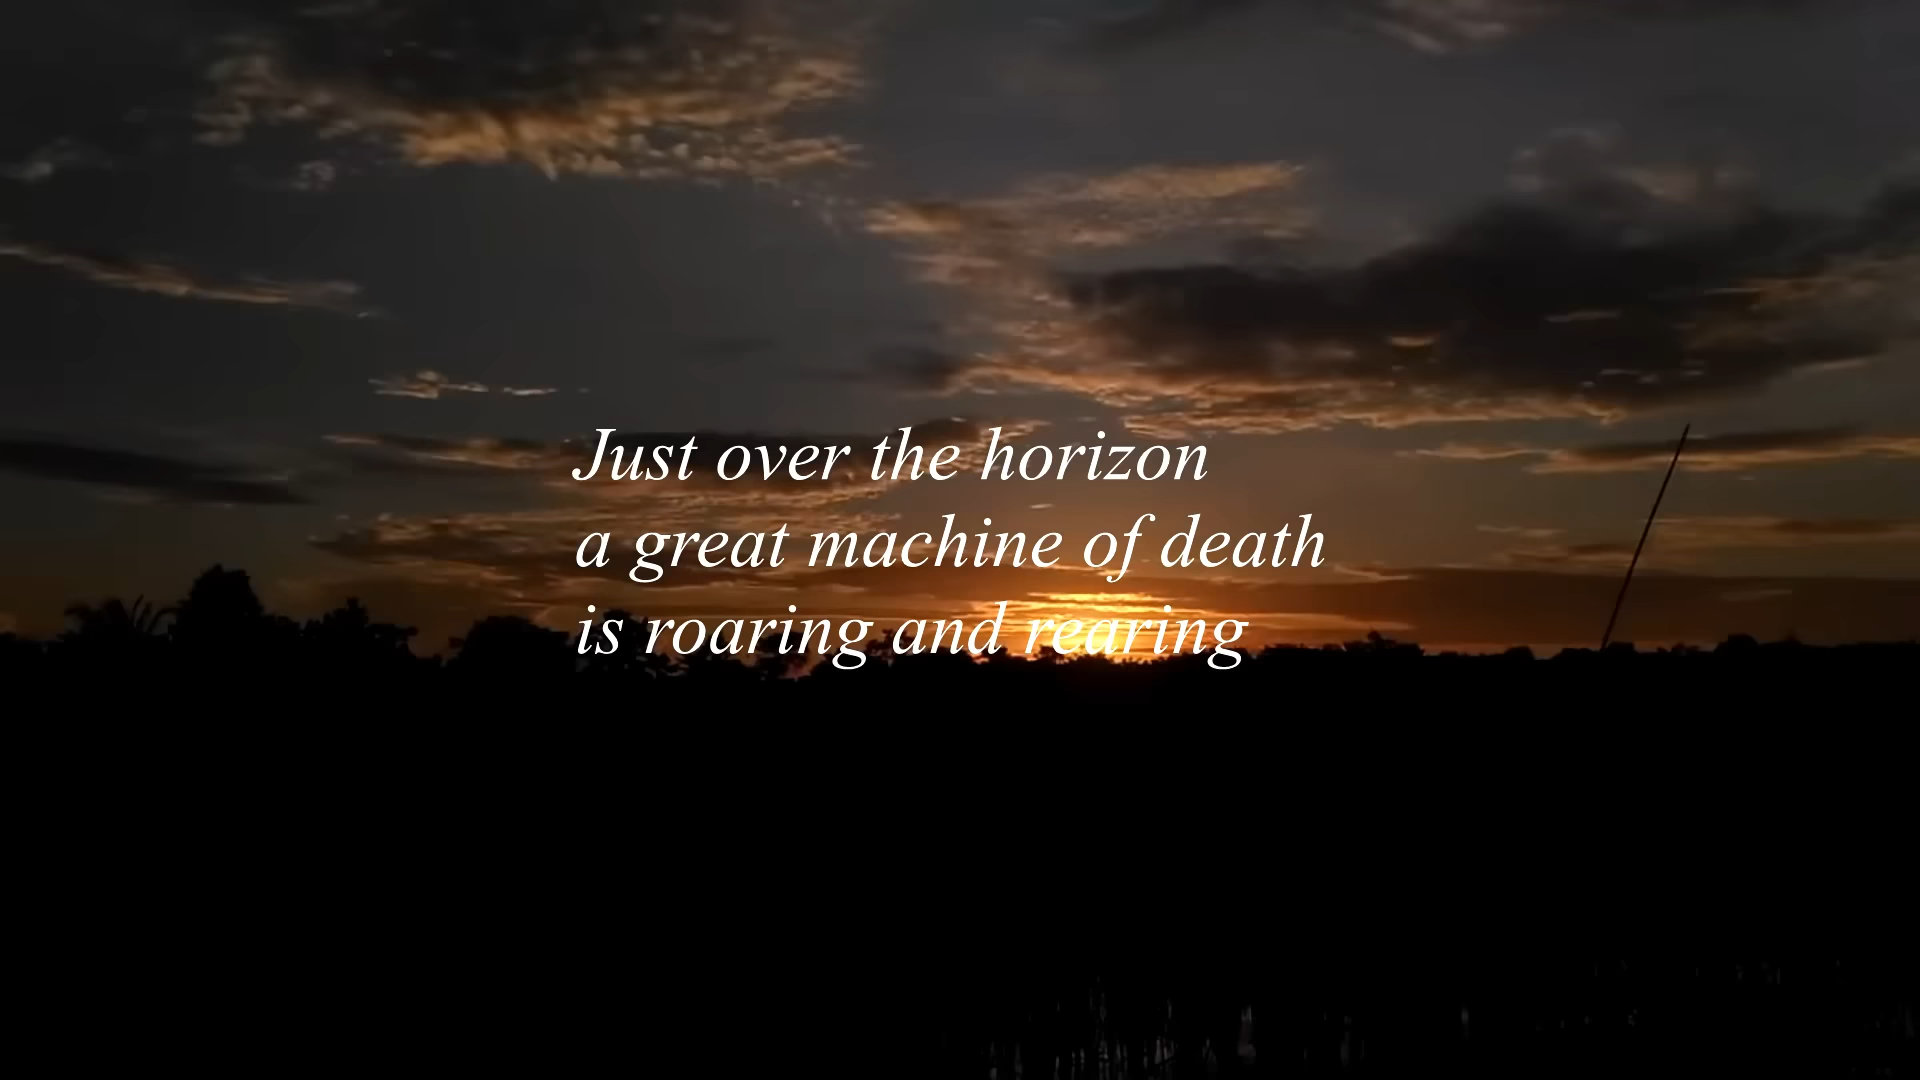 Just over the horizon
a great machine of death
is roaring and rearing